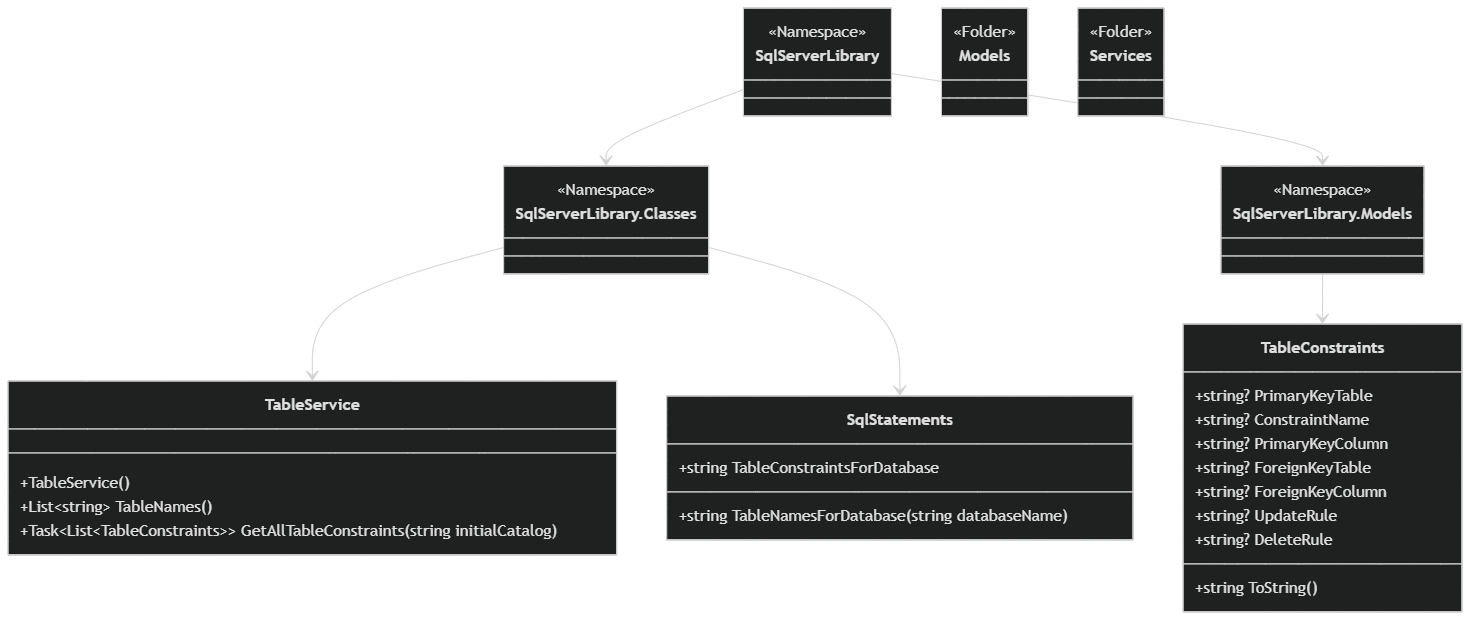 «Namespace»
SqlServerLibrary
«Folder»
Models
«Folder»
Services
«Namespace»
SqlServerLibrary.Classes
«Namespace»
SqlServerLibrary.Models
TableService
+TableService()
+List<string> TableNames()
+Task<List<TableConstraints>> GetAllTableConstraints(string initialCatalog)
SqlStatements
+string TableConstraintsForDatabase
+string TableNamesForDatabase(string databaseName)
TableConstraints
+string? PrimaryKeyTable
+string? ConstraintName
+string? PrimaryKeyColumn
+string? ForeignKeyTable
+string? ForeignKeyColumn
+string? UpdateRule
+string? DeleteRule
+string ToString()